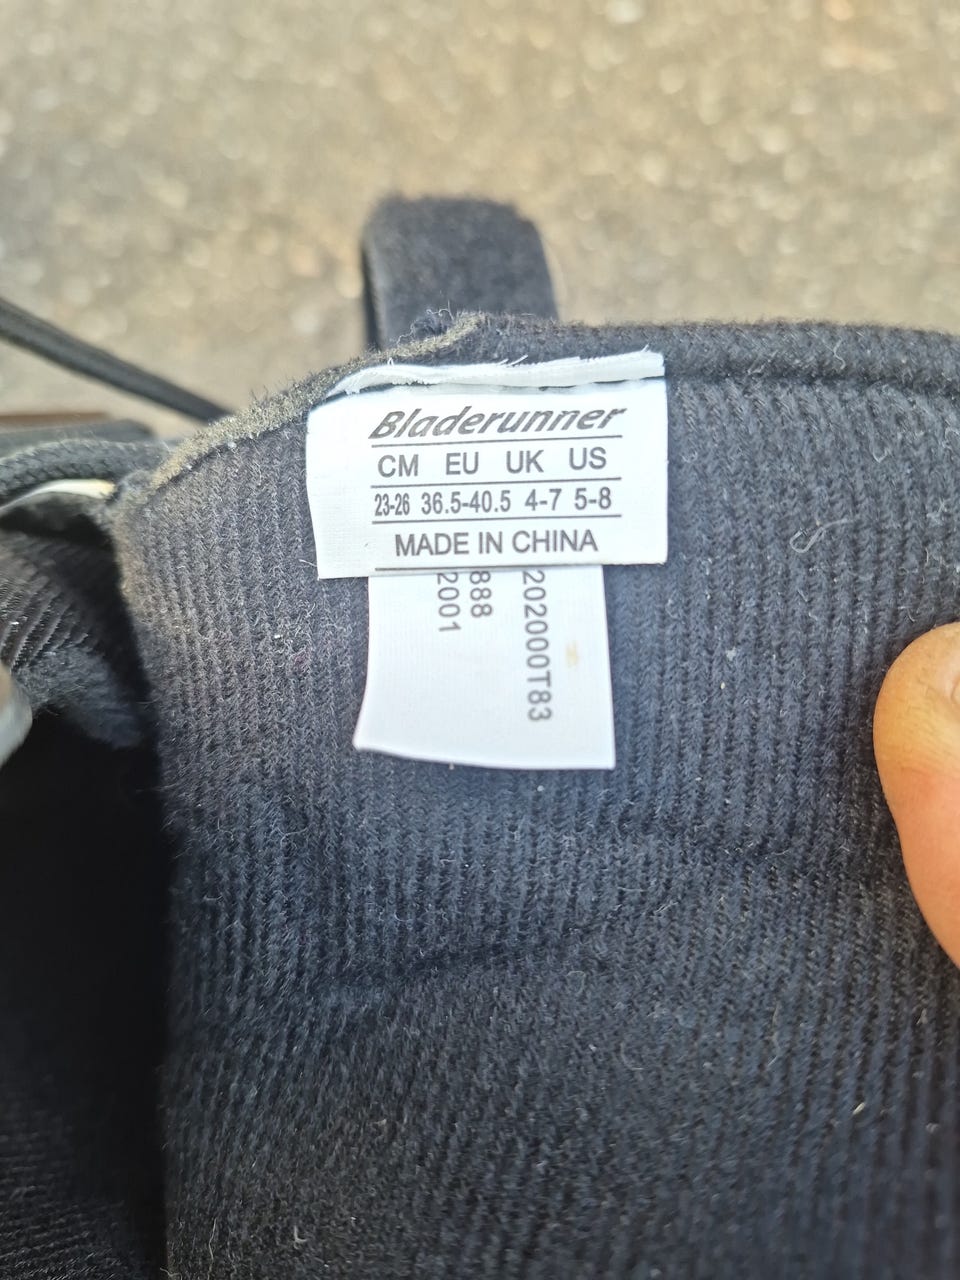 Bladerunner
CM EU UK US
23-26 36.5-40.5 4-7 5-8
MADE IN CHINA
202000T83
888
2001